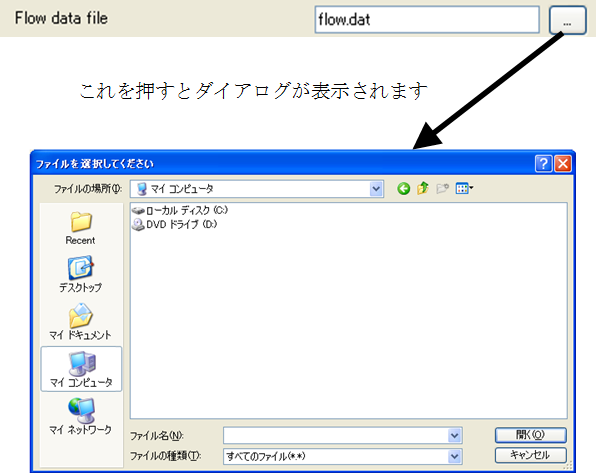 Flow data file flow.dat ...
これを押すとダイアログが表示されます
ファイルを選択してください
ファイルの場所(I): マイ コンピュータ
ローカル ディスク (C:)
DVD ドライブ (D:)
Recent
デスクトップ
マイ ドキュメント
マイ コンピュータ
マイ ネットワーク
ファイル名(N): 開く(O)
ファイルの種類(T): すべてのファイル(*.*) キャンセル